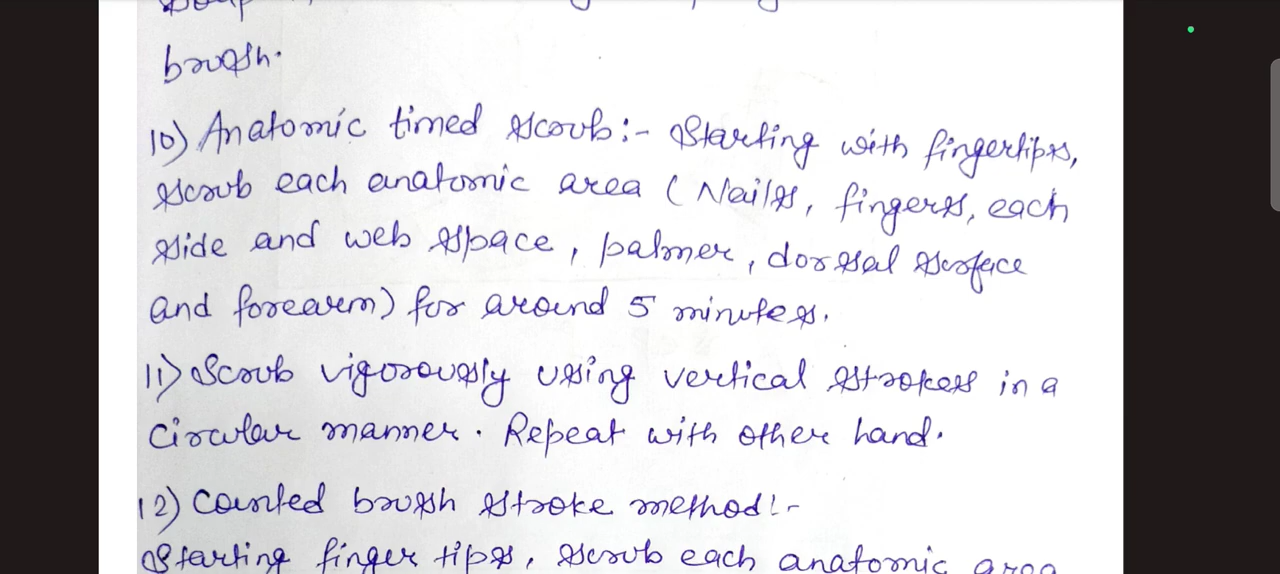 brush.
10) Anatomic timed scrub:- Starting with fingertips,
scrub each anatomic area ( Nails, fingers, each
side and web space, palmer, dorsal surface
and forearm) for around 5 minutes.
11) Scrub vigorously using vertical strokes in a
circular manner. Repeat with other hand.
12) Counted brush stroke method:-
Starting finger tips, scrub each anatomic area